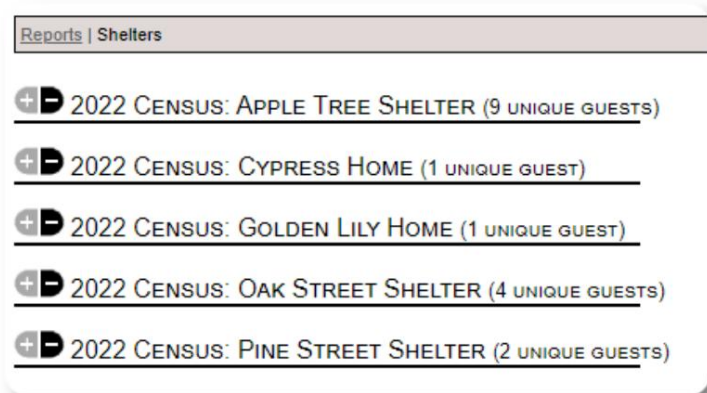 Reports | Shelters
2022 Census: Apple Tree Shelter (9 unique guests)
2022 Census: Cypress Home (1 unique guest)
2022 Census: Golden Lily Home (1 unique guest)
2022 Census: Oak Street Shelter (4 unique guests)
2022 Census: Pine Street Shelter (2 unique guests)